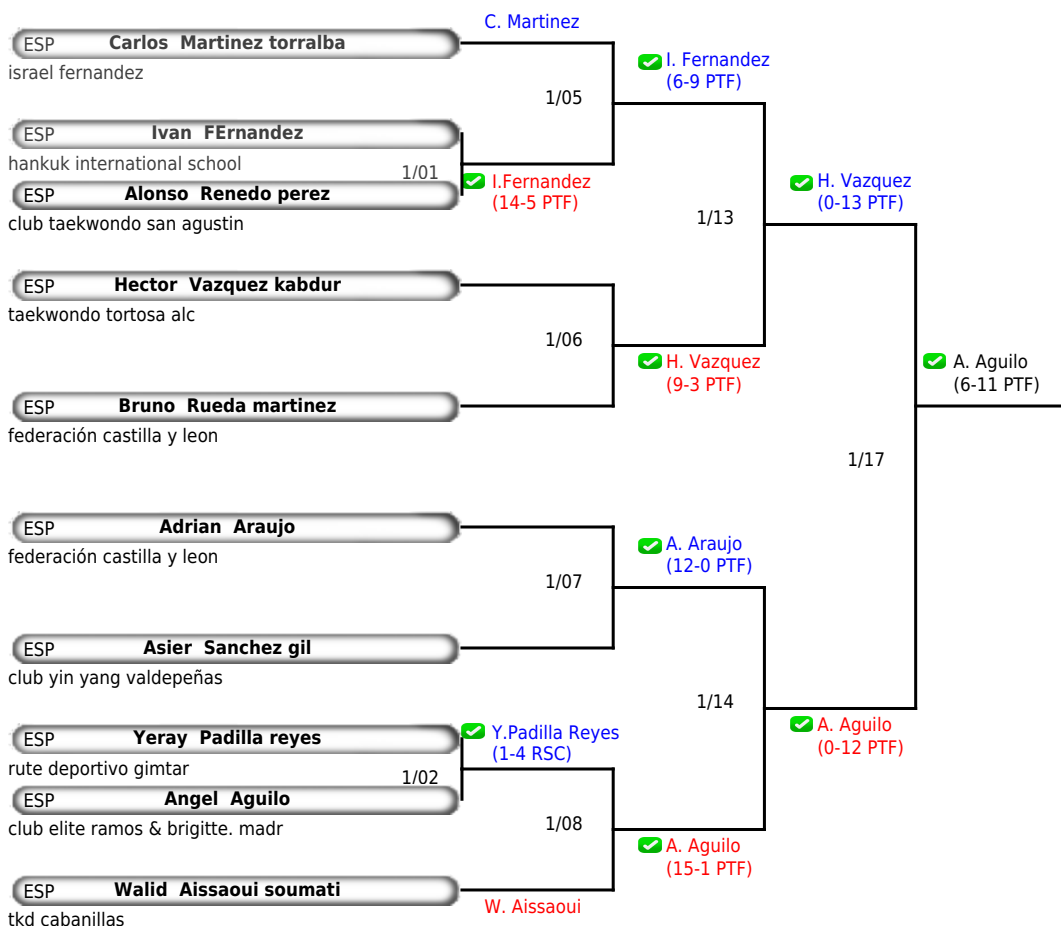 C. Martinez
ESP Carlos Martinez torralba
israel fernandez
I. Fernandez
(6-9 PTF)
1/05
ESP Ivan FErnandez
hankuk international school
1/01
ESP Alonso Renedo perez
club taekwondo san agustin
I.Fernandez
(14-5 PTF)
H. Vazquez
(0-13 PTF)
1/13
ESP Hector Vazquez kabdur
taekwondo tortosa alc
1/06
H. Vazquez
(9-3 PTF)
A. Aguilo
(6-11 PTF)
ESP Bruno Rueda martinez
federación castilla y leon
1/17
ESP Adrian Araujo
federación castilla y leon
A. Araujo
(12-0 PTF)
1/07
ESP Asier Sanchez gil
club yin yang valdepeñas
1/14
ESP Yeray Padilla reyes
rute deportivo gimtar
Y.Padilla Reyes
(1-4 RSC)
A. Aguilo
(0-12 PTF)
1/02
ESP Angel Aguilo
club elite ramos & brigitte. madr
1/08
A. Aguilo
(15-1 PTF)
ESP Walid Aissaoui soumati
tkd cabanillas
W. Aissaoui